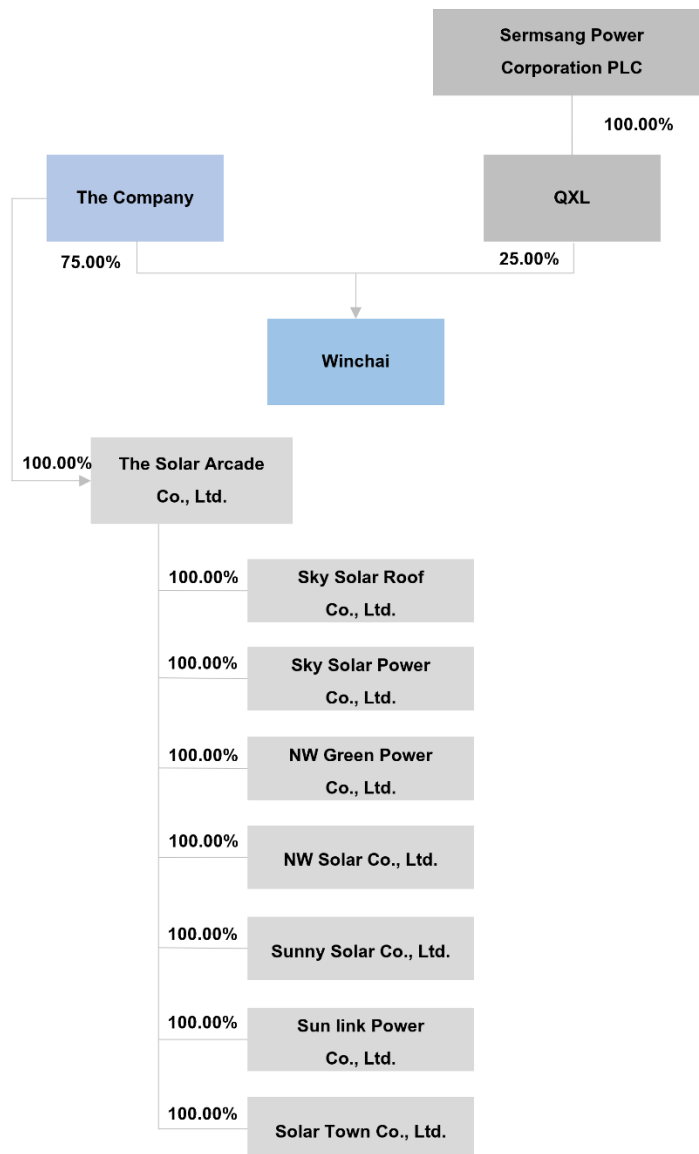 Sermsang Power
Corporation PLC
100.00%
The Company
QXL
75.00%
25.00%
Winchai
100.00%
The Solar Arcade
Co., Ltd.
100.00%
Sky Solar Roof
Co., Ltd.
100.00%
Sky Solar Power
Co., Ltd.
100.00%
NW Green Power
Co., Ltd.
100.00%
NW Solar Co., Ltd.
100.00%
Sunny Solar Co., Ltd.
100.00%
Sun link Power
Co., Ltd.
100.00%
Solar Town Co., Ltd.